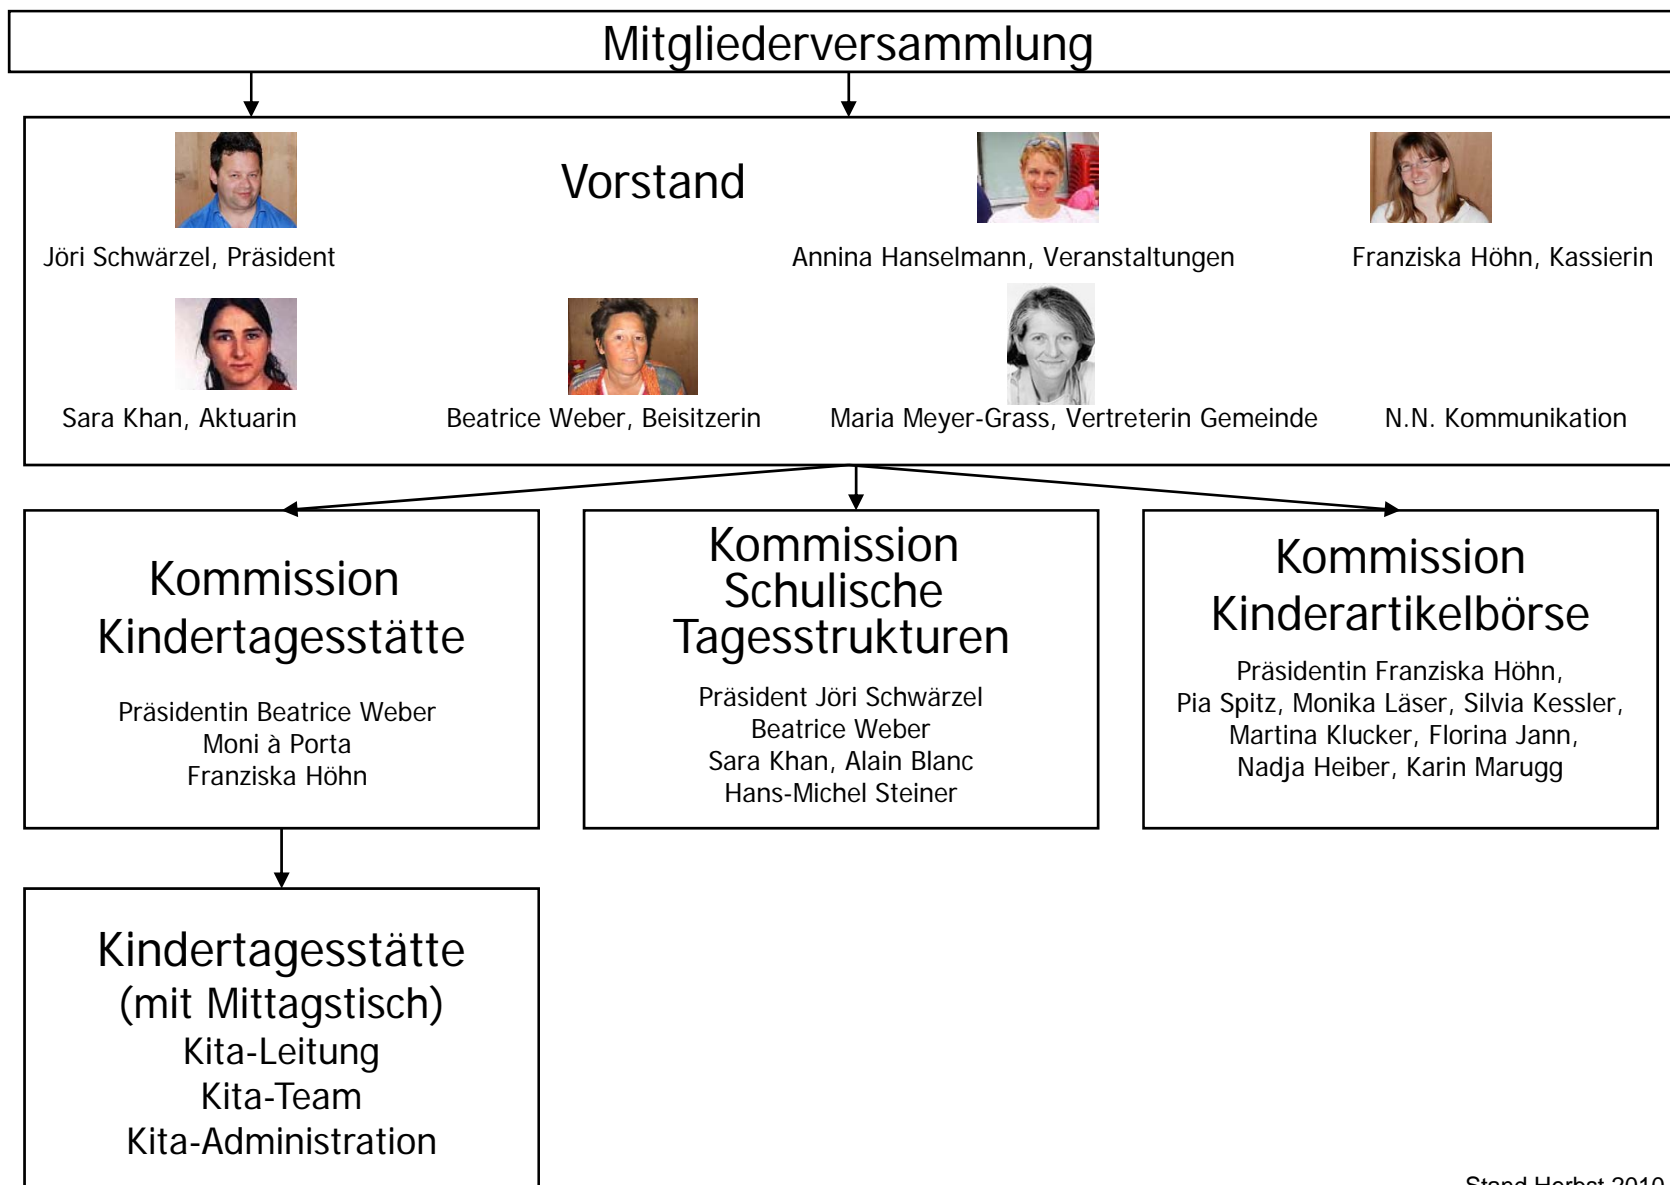 Mitgliederversammlung
Vorstand
Jöri Schwärzel, Präsident
Annina Hanselmann, Veranstaltungen
Franziska Höhn, Kassierin
Sara Khan, Aktuarin
Beatrice Weber, Beisitzerin
Maria Meyer-Grass, Vertreterin Gemeinde
N.N. Kommunikation
Kommission
Kindertagesstätte
Präsidentin Beatrice Weber
Moni à Porta
Franziska Höhn
Kommission
Schulische
Tagesstrukturen
Präsident Jöri Schwärzel
Beatrice Weber
Sara Khan, Alain Blanc
Hans-Michel Steiner
Kommission
Kinderartikelbörse
Präsidentin Franziska Höhn,
Pia Spitz, Monika Läser, Silvia Kessler,
Martina Klucker, Florina Jann,
Nadja Heiber, Karin Marugg
Kindertagesstätte
(mit Mittagstisch)
Kita-Leitung
Kita-Team
Kita-Administration
Stand Herbst 2010